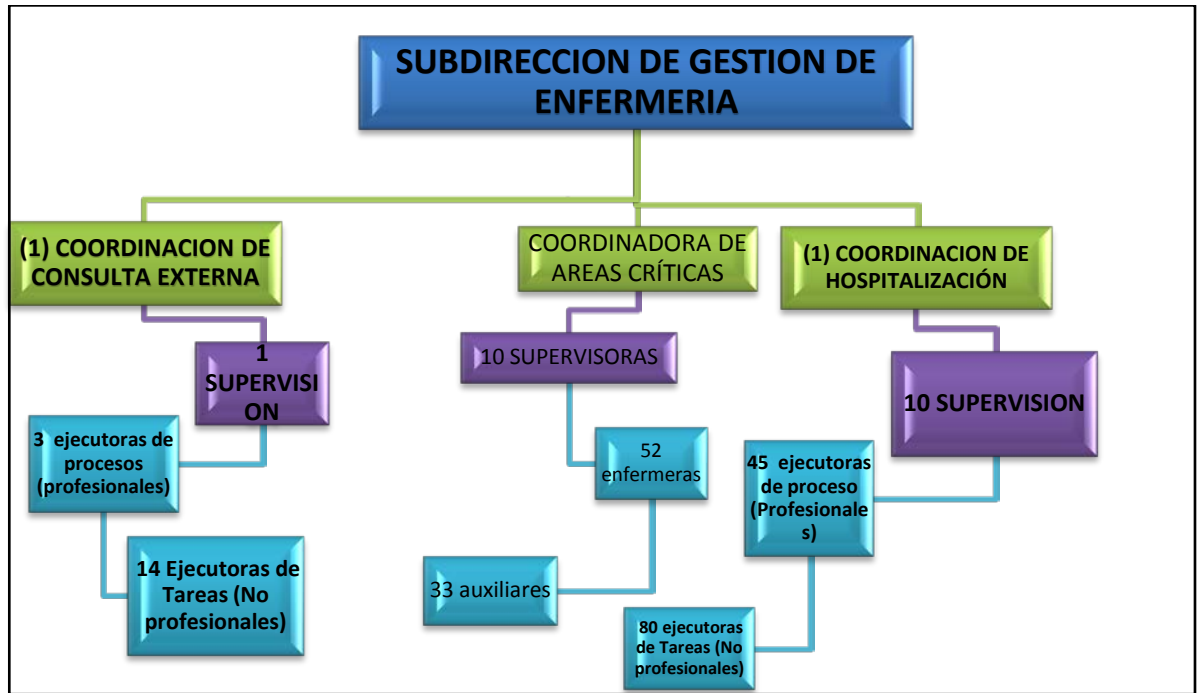 SUBDIRECCION DE GESTION DE
ENFERMERIA
(1) COORDINACION DE
CONSULTA EXTERNA
COORDINADORA DE
AREAS CRÍTICAS
(1) COORDINACION DE
HOSPITALIZACIÓN
1
SUPERVISI
ON
10 SUPERVISORAS
10 SUPERVISION
3 ejecutoras de
procesos
(profesionales)
52
enfermeras
45 ejecutoras
de proceso
(Profesionale
s)
14 Ejecutoras de
Tareas (No
profesionales)
33 auxiliares
80 ejecutoras
de Tareas (No
profesionales)